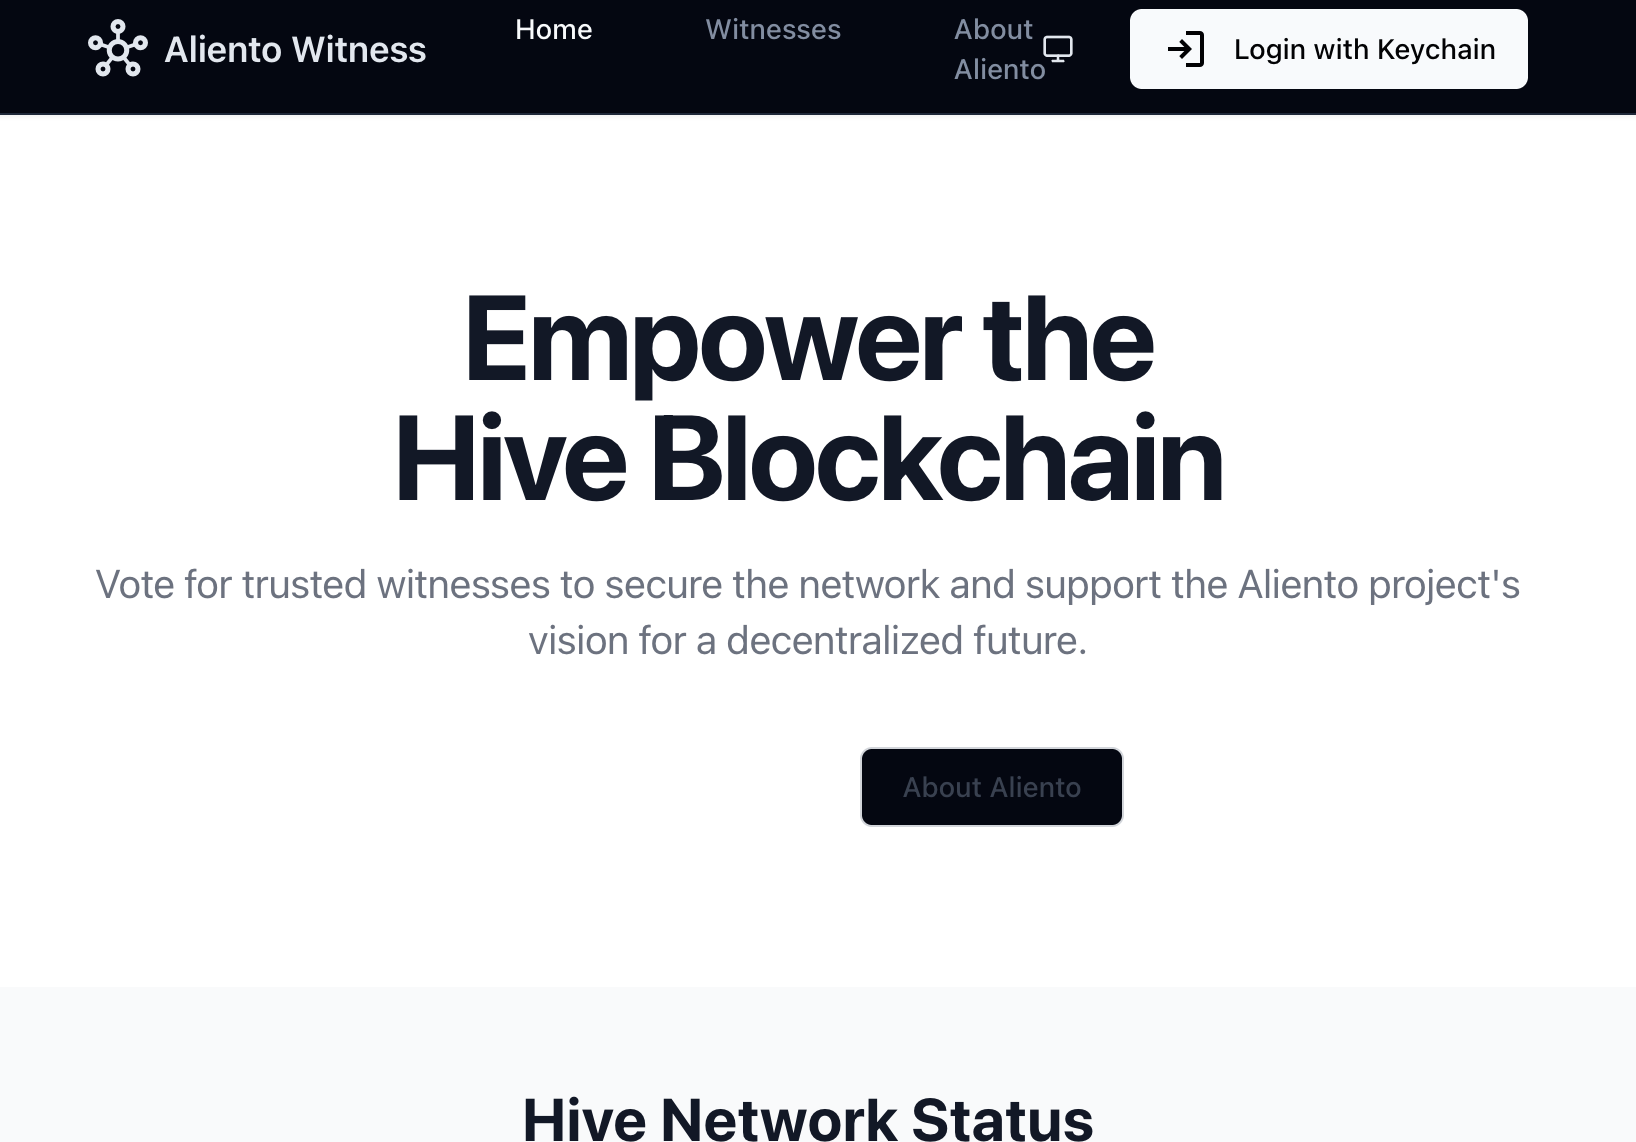 Aliento Witness
Home
Witnesses
About
Aliento
Login with Keychain
Empower the
Hive Blockchain
Vote for trusted witnesses to secure the network and support the Aliento project's
vision for a decentralized future.
About Aliento
Hive Network Status